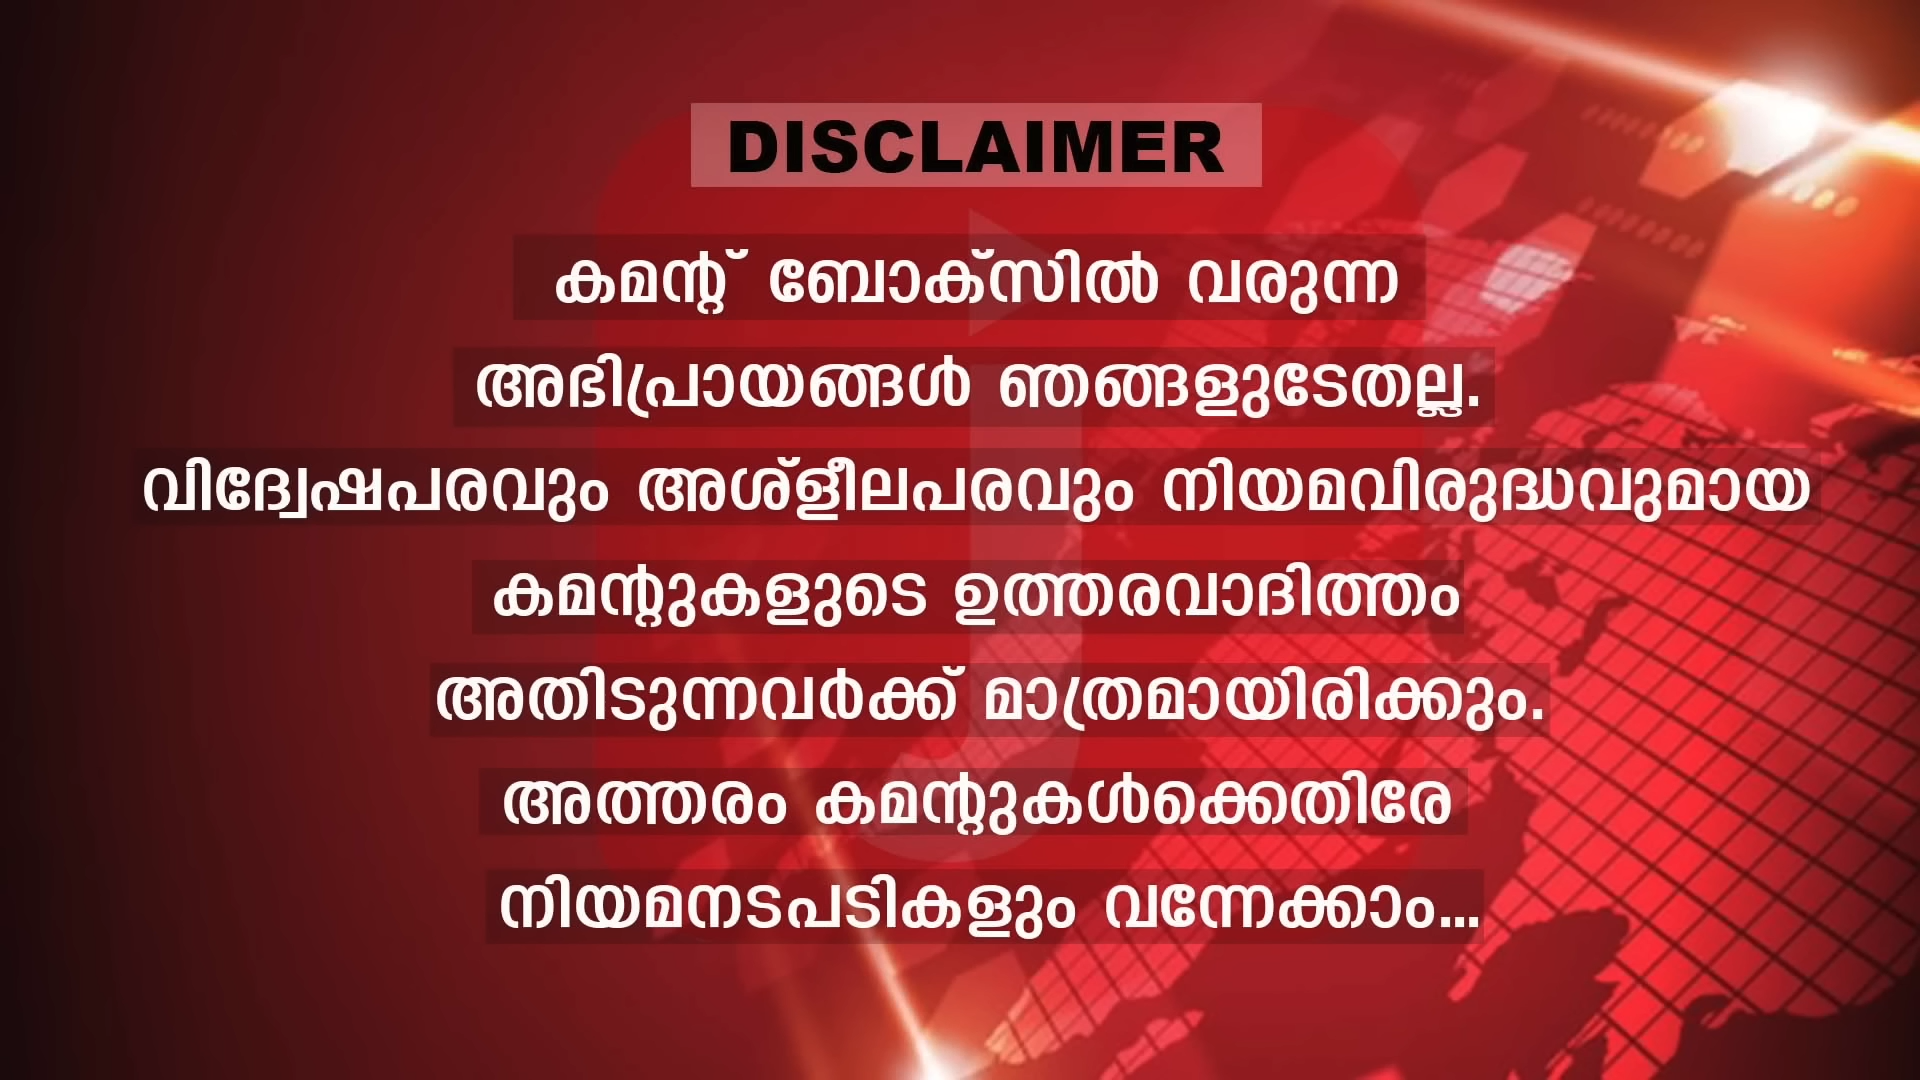 DISCLAIMER
കമന്റ് ബോക്സിൽ വരുന്ന
അഭിപ്രായങ്ങൾ ഞങ്ങളുടേതല്ല.
വിദ്വേഷപരവും അശ്ളീലപരവും നിയമവിരുദ്ധവുമായ
കമന്റുകളുടെ ഉത്തരവാദിത്തം
അതിടുന്നവർക്ക് മാത്രമായിരിക്കും.
അത്തരം കമന്റുകൾക്കെതിരേ
നിയമനടപടികളും വന്നേക്കാം...